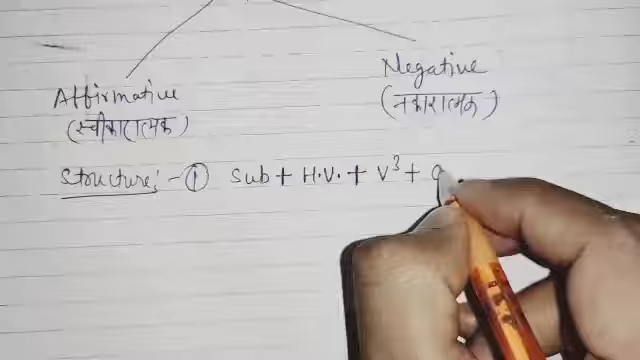 Affirmative
(स्वीकारात्मक)
Negative
(नकारात्मक)
Structure:- ① Sub + H.V. + V³ +